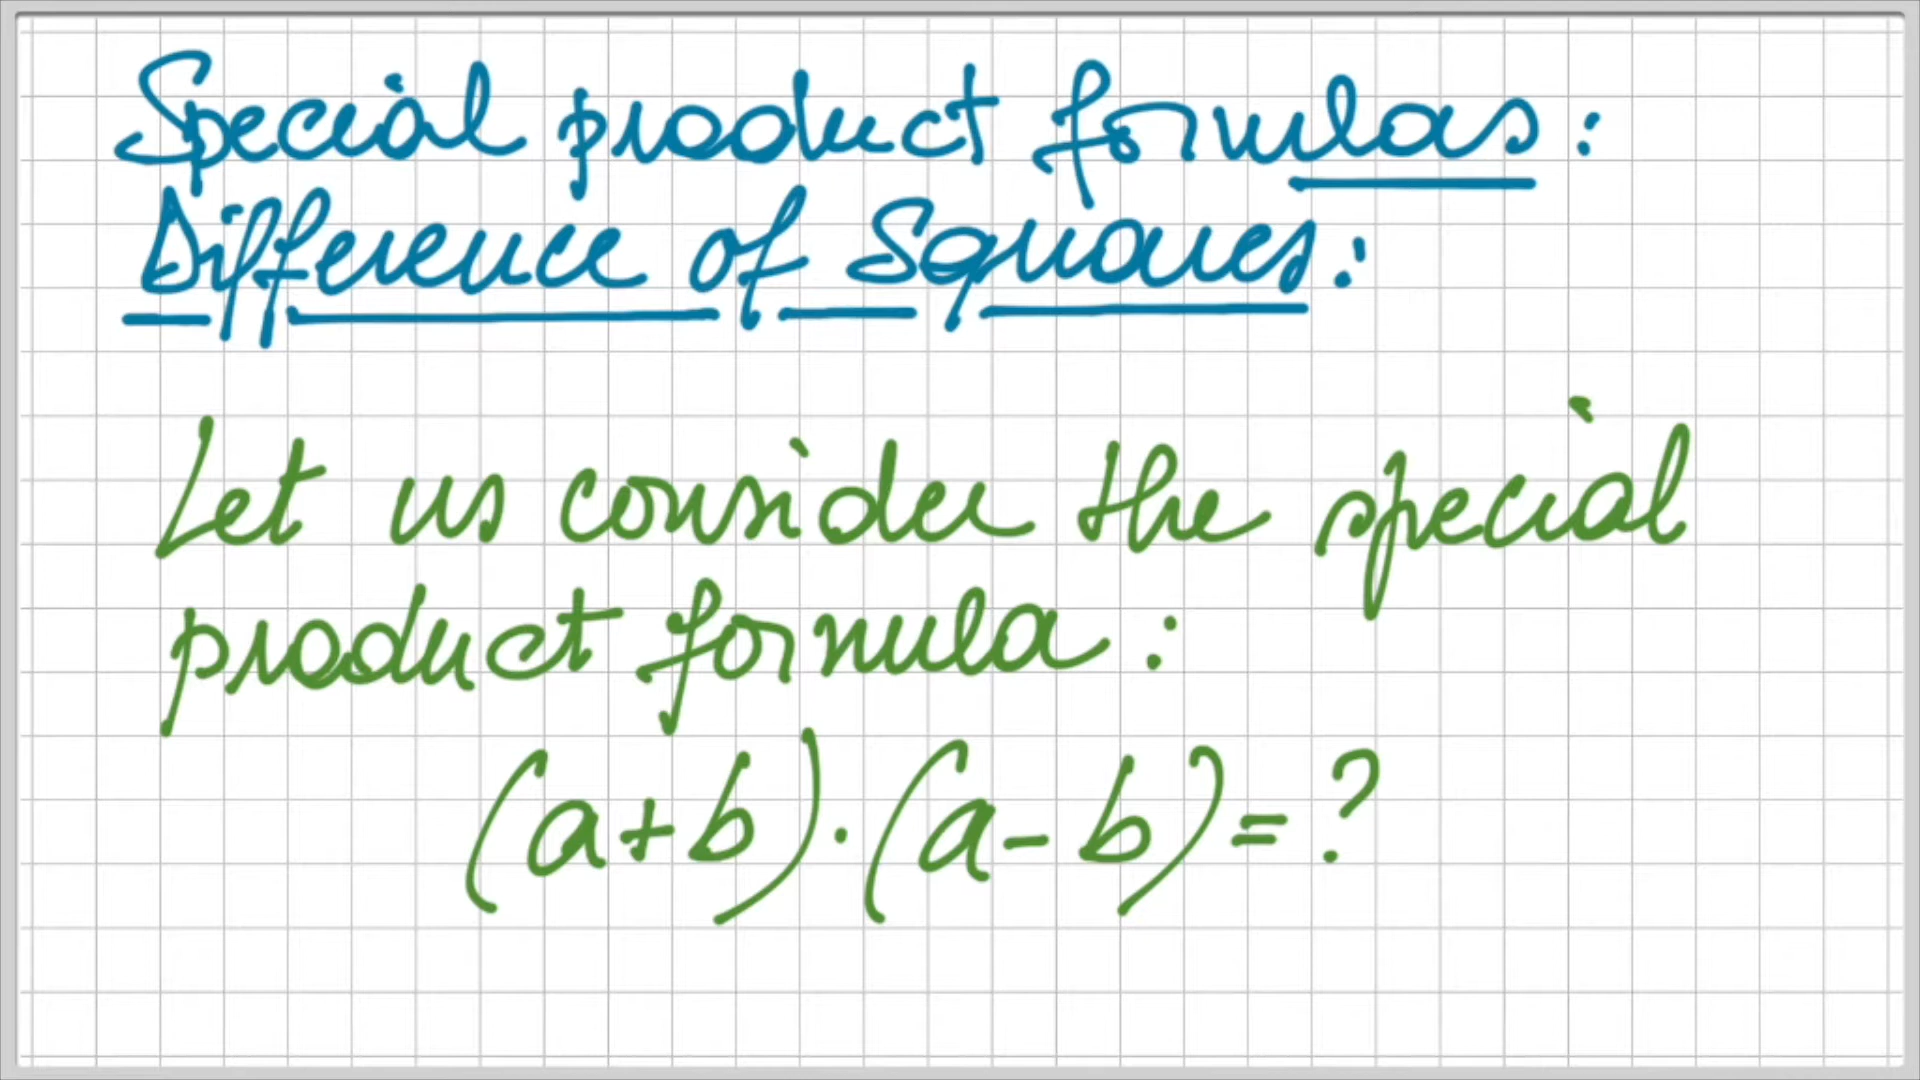 Special product formulas:
Difference of Squares:
Let us consider the special
product formula:
(a+b)·(a-b)=?